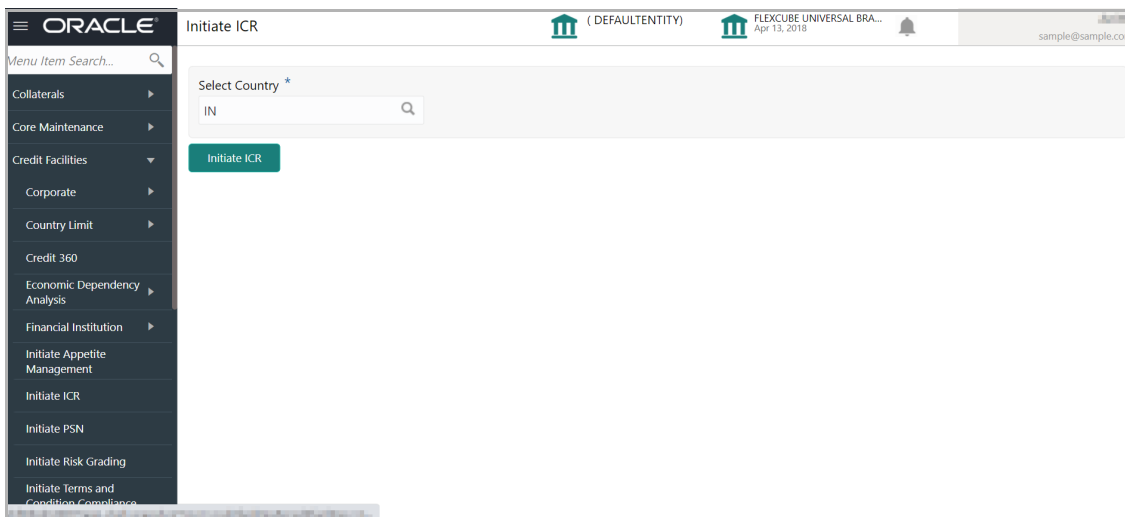 ORACLE
Initiate ICR
( DEFAULTENTITY)
FLEXCUBE UNIVERSAL BRA...
Apr 13, 2018
sample@sample.co
Menu Item Search...
Collaterals
Core Maintenance
Credit Facilities
Corporate
Country Limit
Credit 360
Economic Dependency
Analysis
Financial Institution
Initiate Appetite
Management
Initiate ICR
Initiate PSN
Initiate Risk Grading
Initiate Terms and
Condition Compliance
Select Country *
IN
Initiate ICR